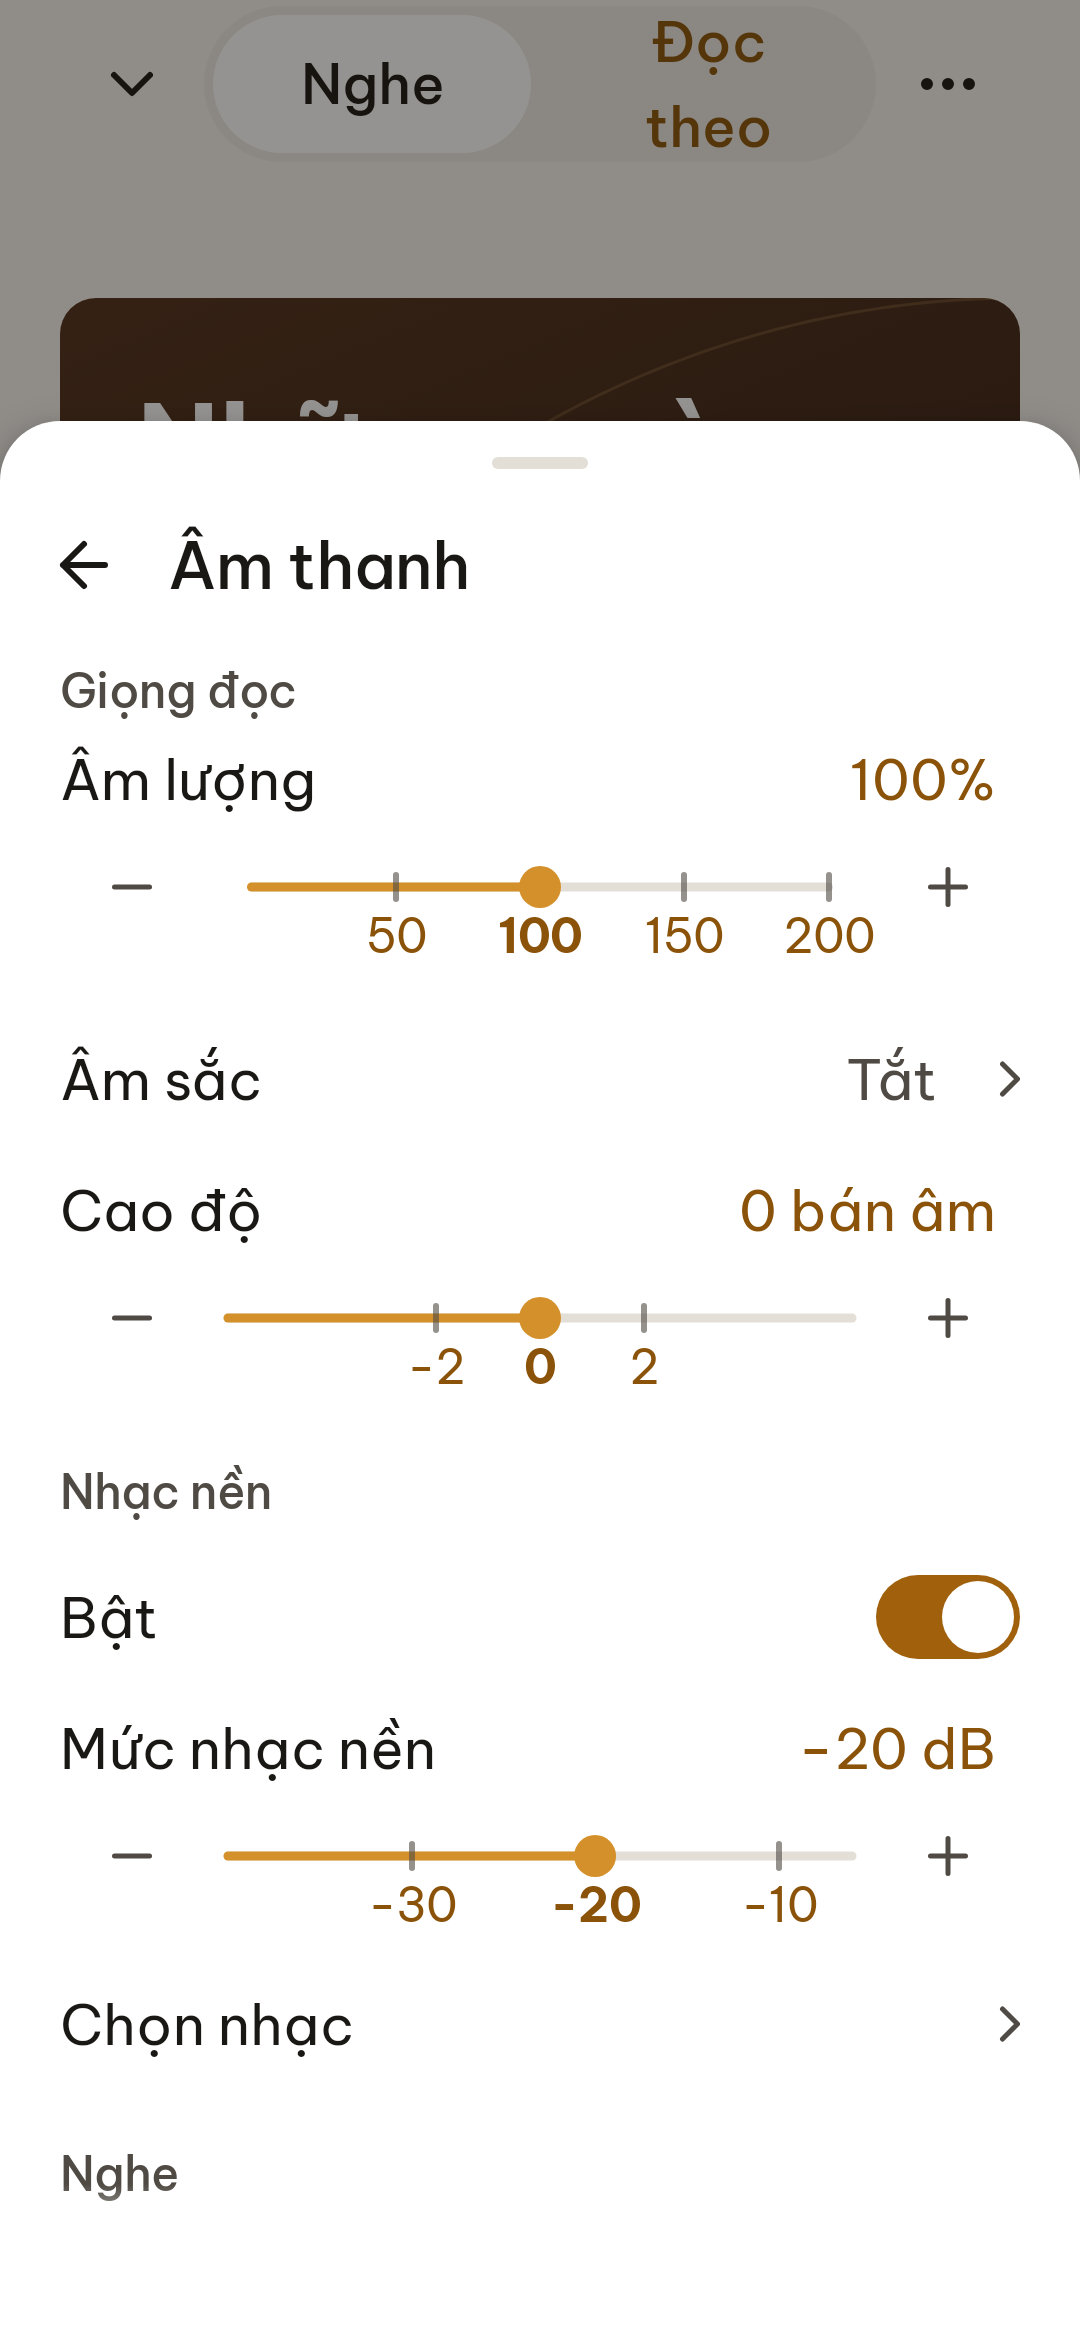 Nghe
Đọc
theo
Âm thanh
Giọng đọc
Âm lượng 100%
50 100 150 200
Âm sắc Tắt
Cao độ 0 bán âm
-2 0 2
Nhạc nền
Bật
Mức nhạc nền -20 dB
-30 -20 -10
Chọn nhạc
Nghe